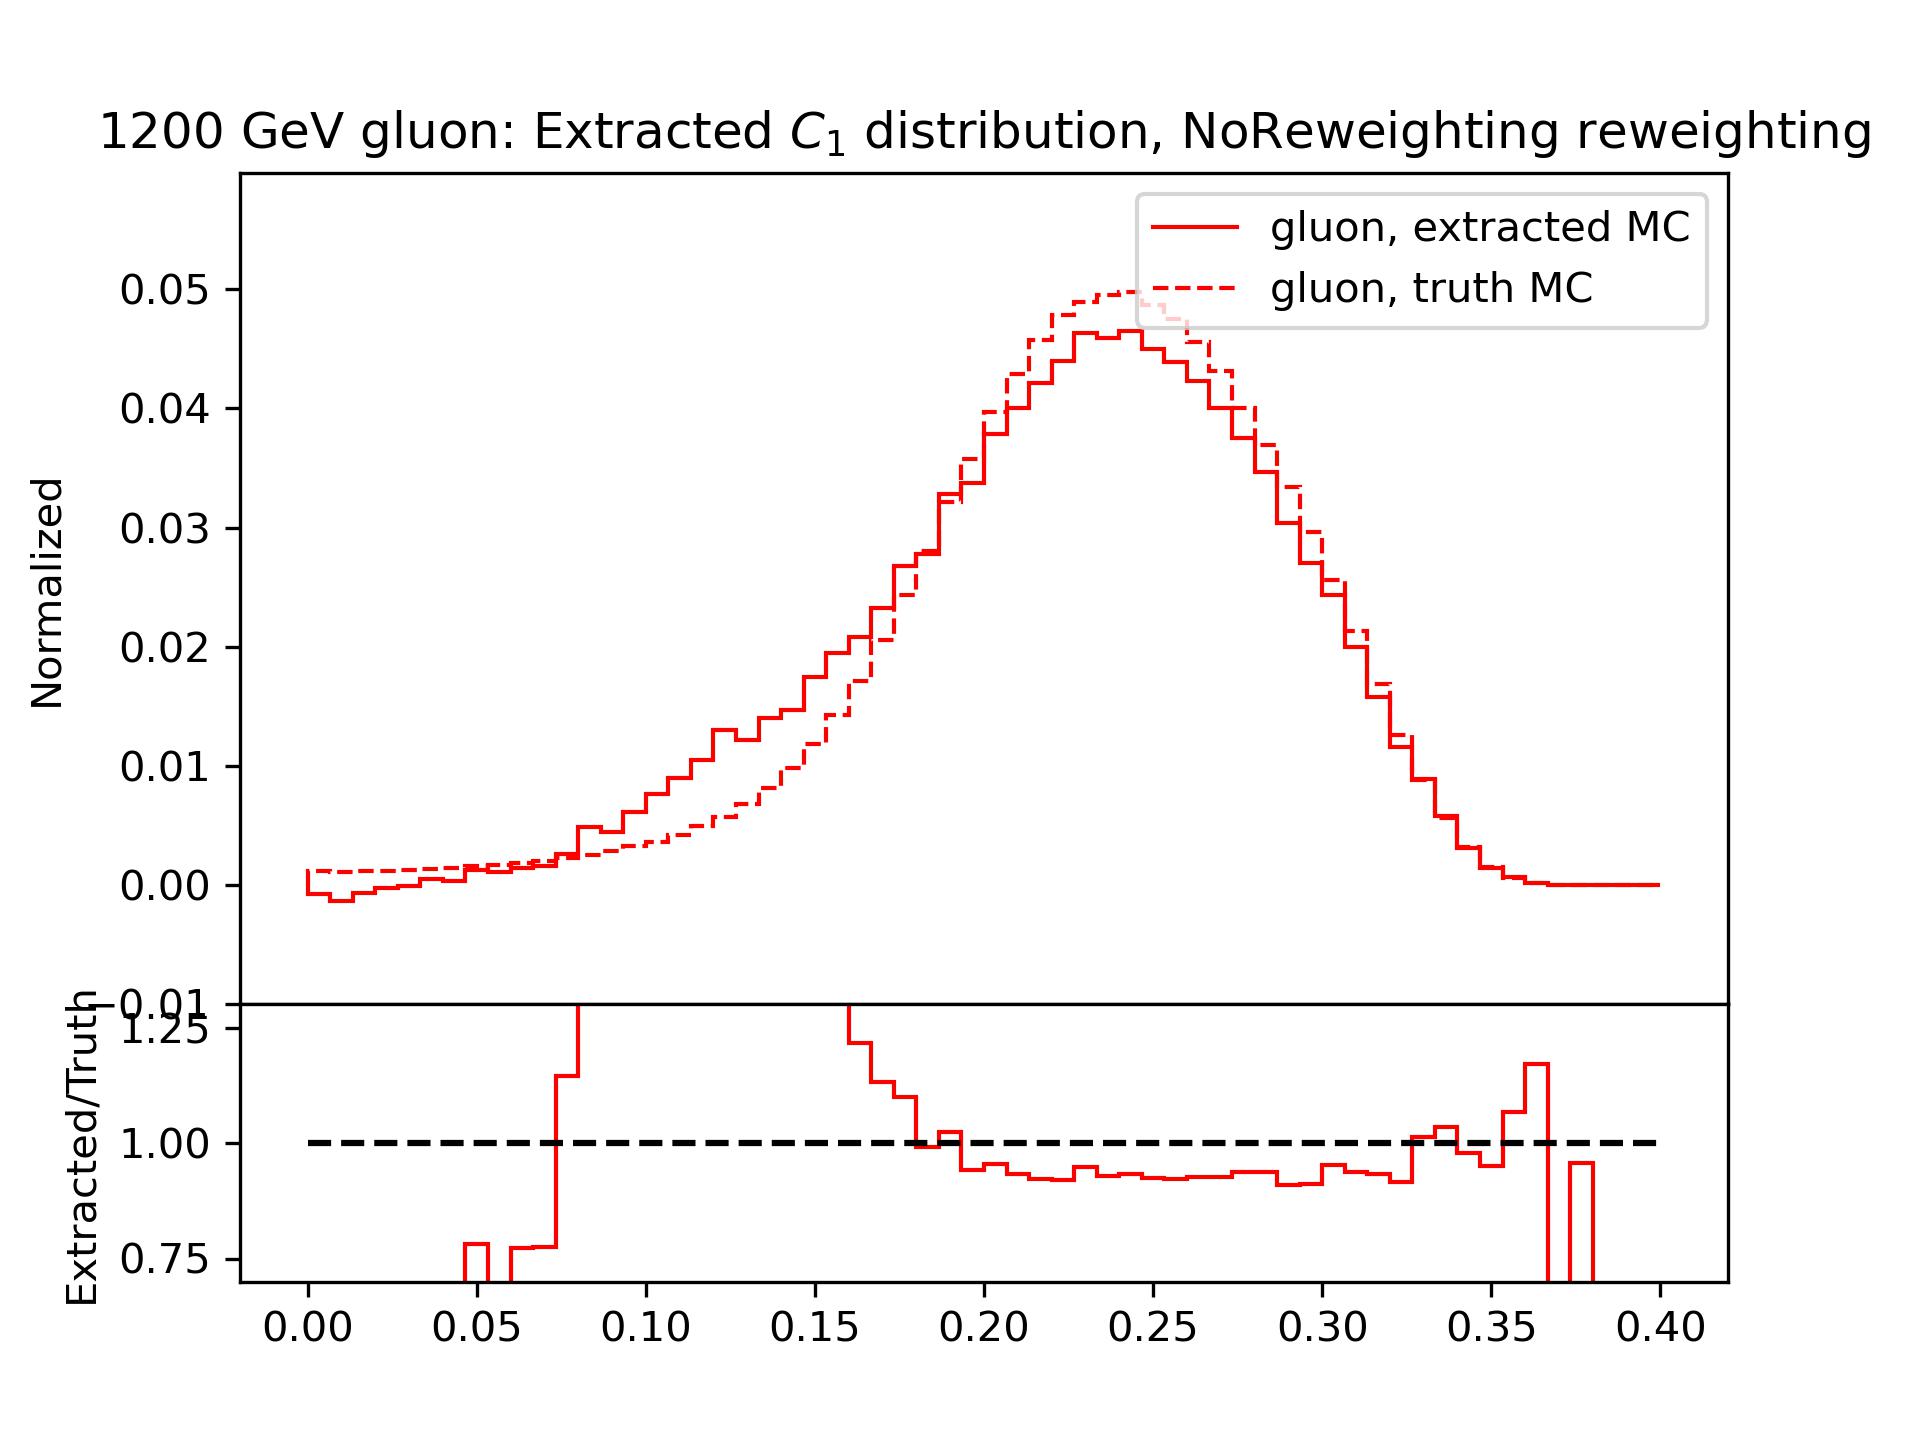 1200 GeV gluon: Extracted C₁ distribution, NoReweighting reweighting
gluon, extracted MC
gluon, truth MC
Normalized
0.05
0.04
0.03
0.02
0.01
0.00
−0.01
Extracted/Truth
1.25
1.00
0.75
0.00 0.05 0.10 0.15 0.20 0.25 0.30 0.35 0.40